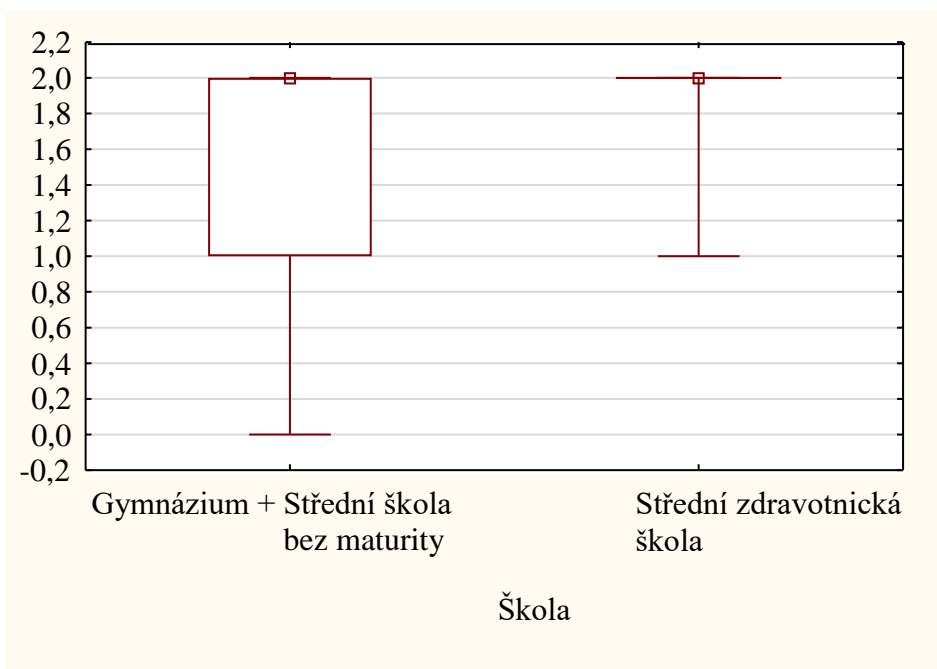 2,2
2,0
1,8
1,6
1,4
1,2
1,0
0,8
0,6
0,4
0,2
0,0
-0,2
Gymnázium + Střední škola
bez maturity
Střední zdravotnická
škola
Škola